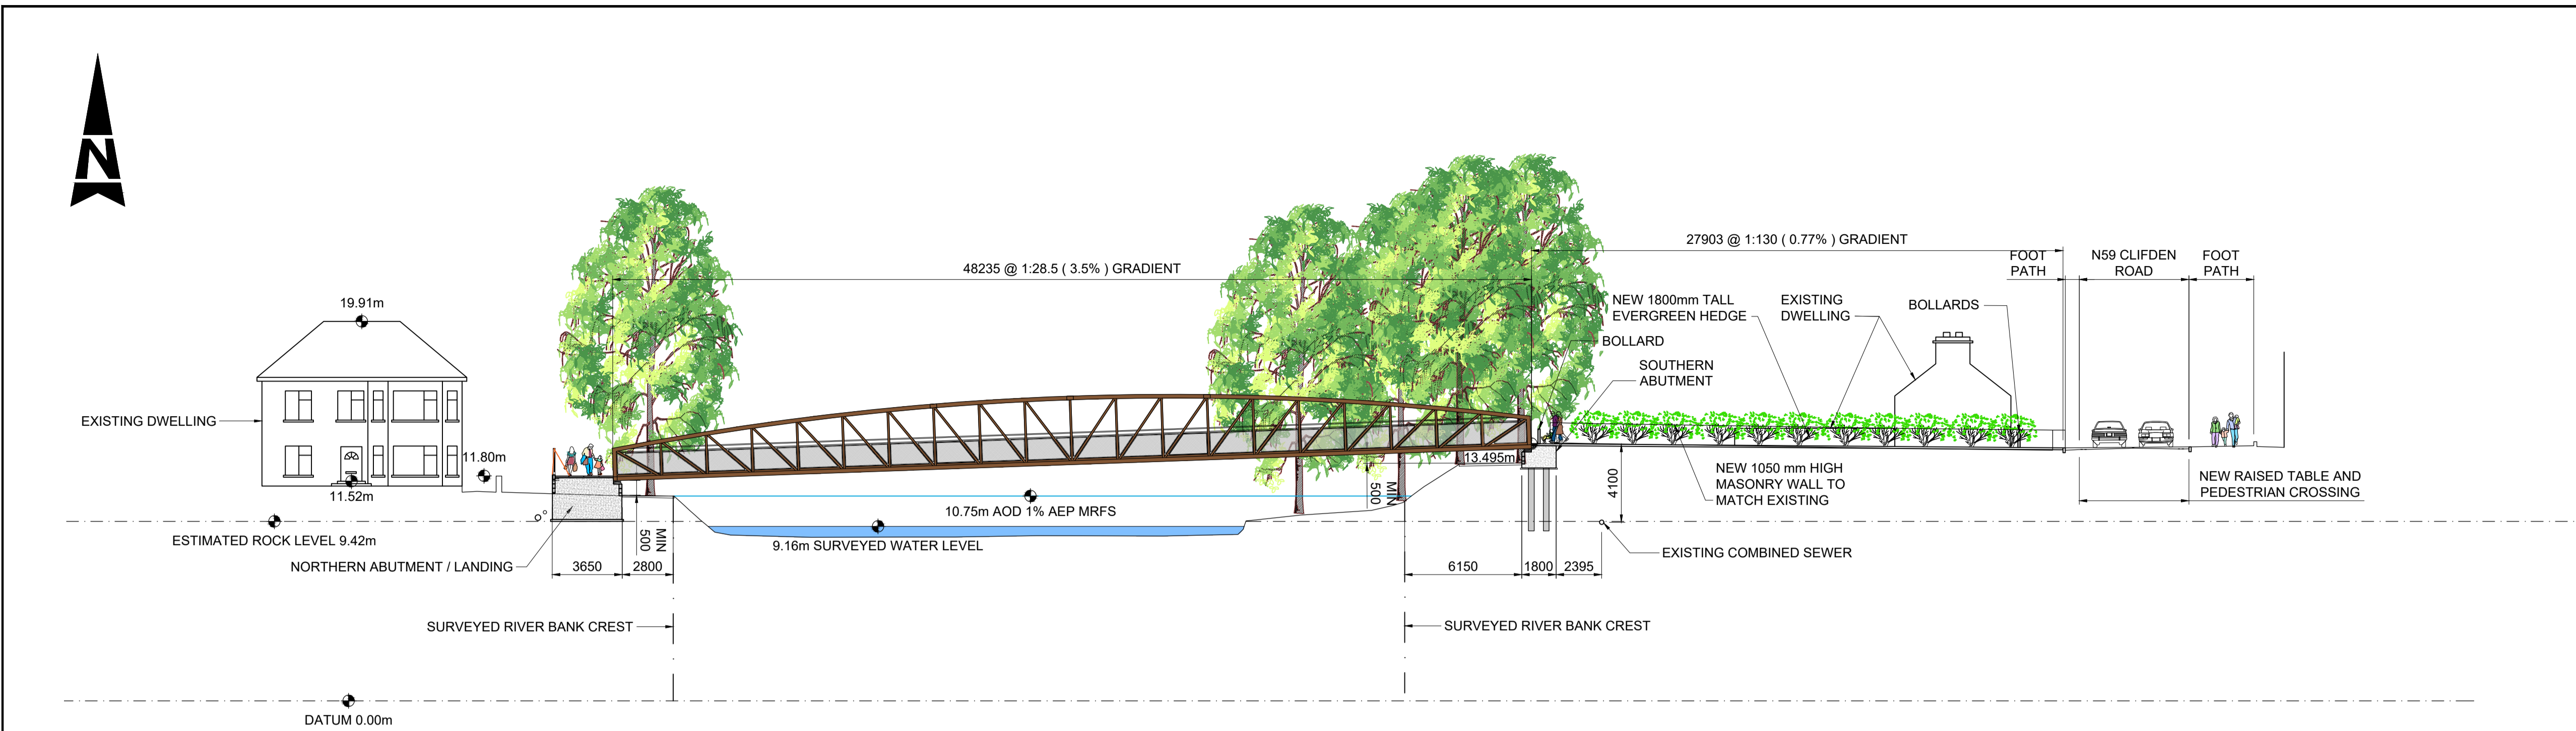 N
27903 @ 1:130 ( 0.77% ) GRADIENT
48235 @ 1:28.5 ( 3.5% ) GRADIENT
FOOT
PATH
N59 CLIFDEN
ROAD
FOOT
PATH
19.91m
NEW 1800mm TALL
EVERGREEN HEDGE
EXISTING
DWELLING
BOLLARDS
BOLLARD
SOUTHERN
ABUTMENT
EXISTING DWELLING
11.80m
11.52m
13.495m
MIN
500
4100
NEW 1050 mm HIGH
MASONRY WALL TO
MATCH EXISTING
NEW RAISED TABLE AND
PEDESTRIAN CROSSING
10.75m AOD 1% AEP MRFS
ESTIMATED ROCK LEVEL 9.42m
MIN
500
9.16m SURVEYED WATER LEVEL
EXISTING COMBINED SEWER
NORTHERN ABUTMENT / LANDING
3650
2800
6150
1800
2395
SURVEYED RIVER BANK CREST
SURVEYED RIVER BANK CREST
DATUM 0.00m